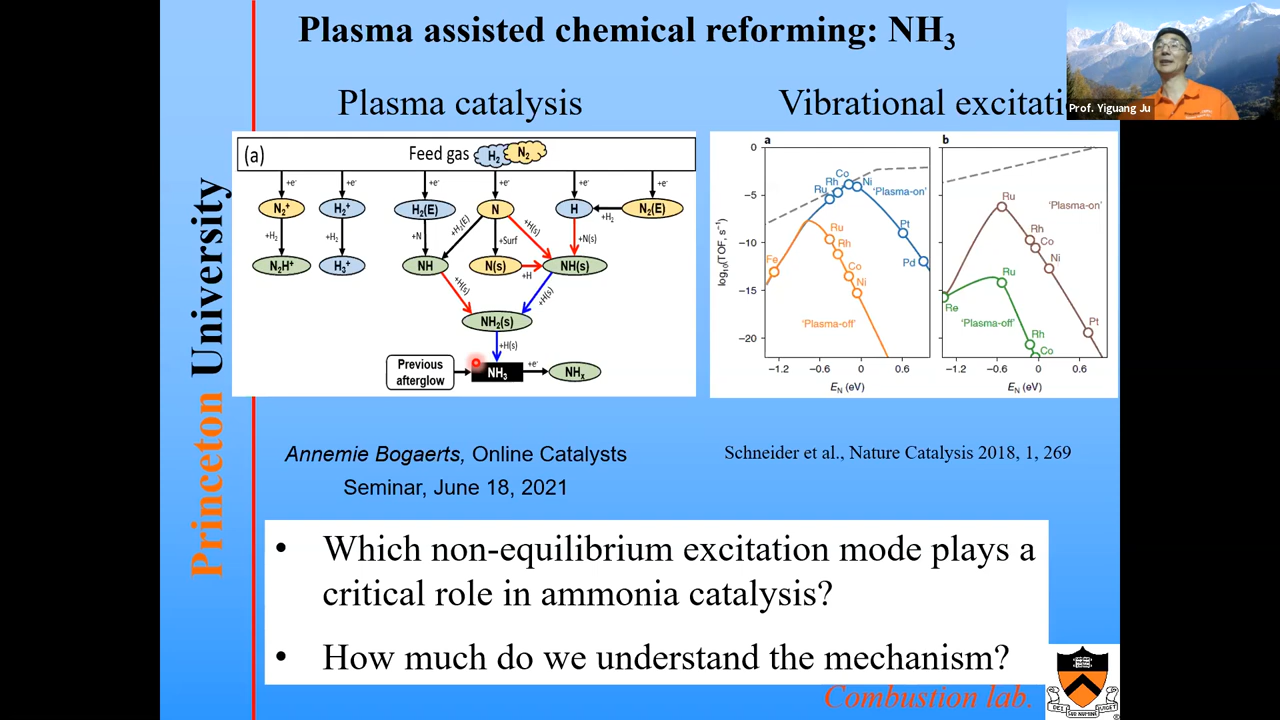 Plasma assisted chemical reforming: NH₃
Prof. Yiguang Ju
Plasma catalysis
Vibrational excitati
Princeton University
(a)
Feed gas H₂ N₂
+e⁻ +e⁻ +e⁻ +e⁻ +e⁻ +e⁻
N₂⁺ H₂⁺ H₂(E) N H +H₂ N₂(E)
+H₂ +H₂ +N +H₂(E) +Surf +H(s) +N(s)
N₂H⁺ H₃⁺ NH N(s) +H NH(s)
+H(s) +H(s)
NH₂(s)
+H(s)
Previous
afterglow
NH₃
+e⁻
NHₓ
a
log₁₀(TOF, s⁻¹)
0
−5
−10
−15
−20
Ru Rh Co Ni
'Plasma-on'
Pt
Pd
Fe
Ru
Rh
Co
Ni
'Plasma-off'
−1.2 −0.6 0 0.6
E_N (eV)
b
'Plasma-on'
Ru
Rh
Co
Ni
Pt
Re
Ru
'Plasma-off'
Rh
Co
−1.2 −0.6 0 0.6
E_N (eV)
Annemie Bogaerts, Online Catalysts
Seminar, June 18, 2021
Schneider et al., Nature Catalysis 2018, 1, 269
• Which non-equilibrium excitation mode plays a
critical role in ammonia catalysis?
• How much do we understand the mechanism?
Combustion lab.